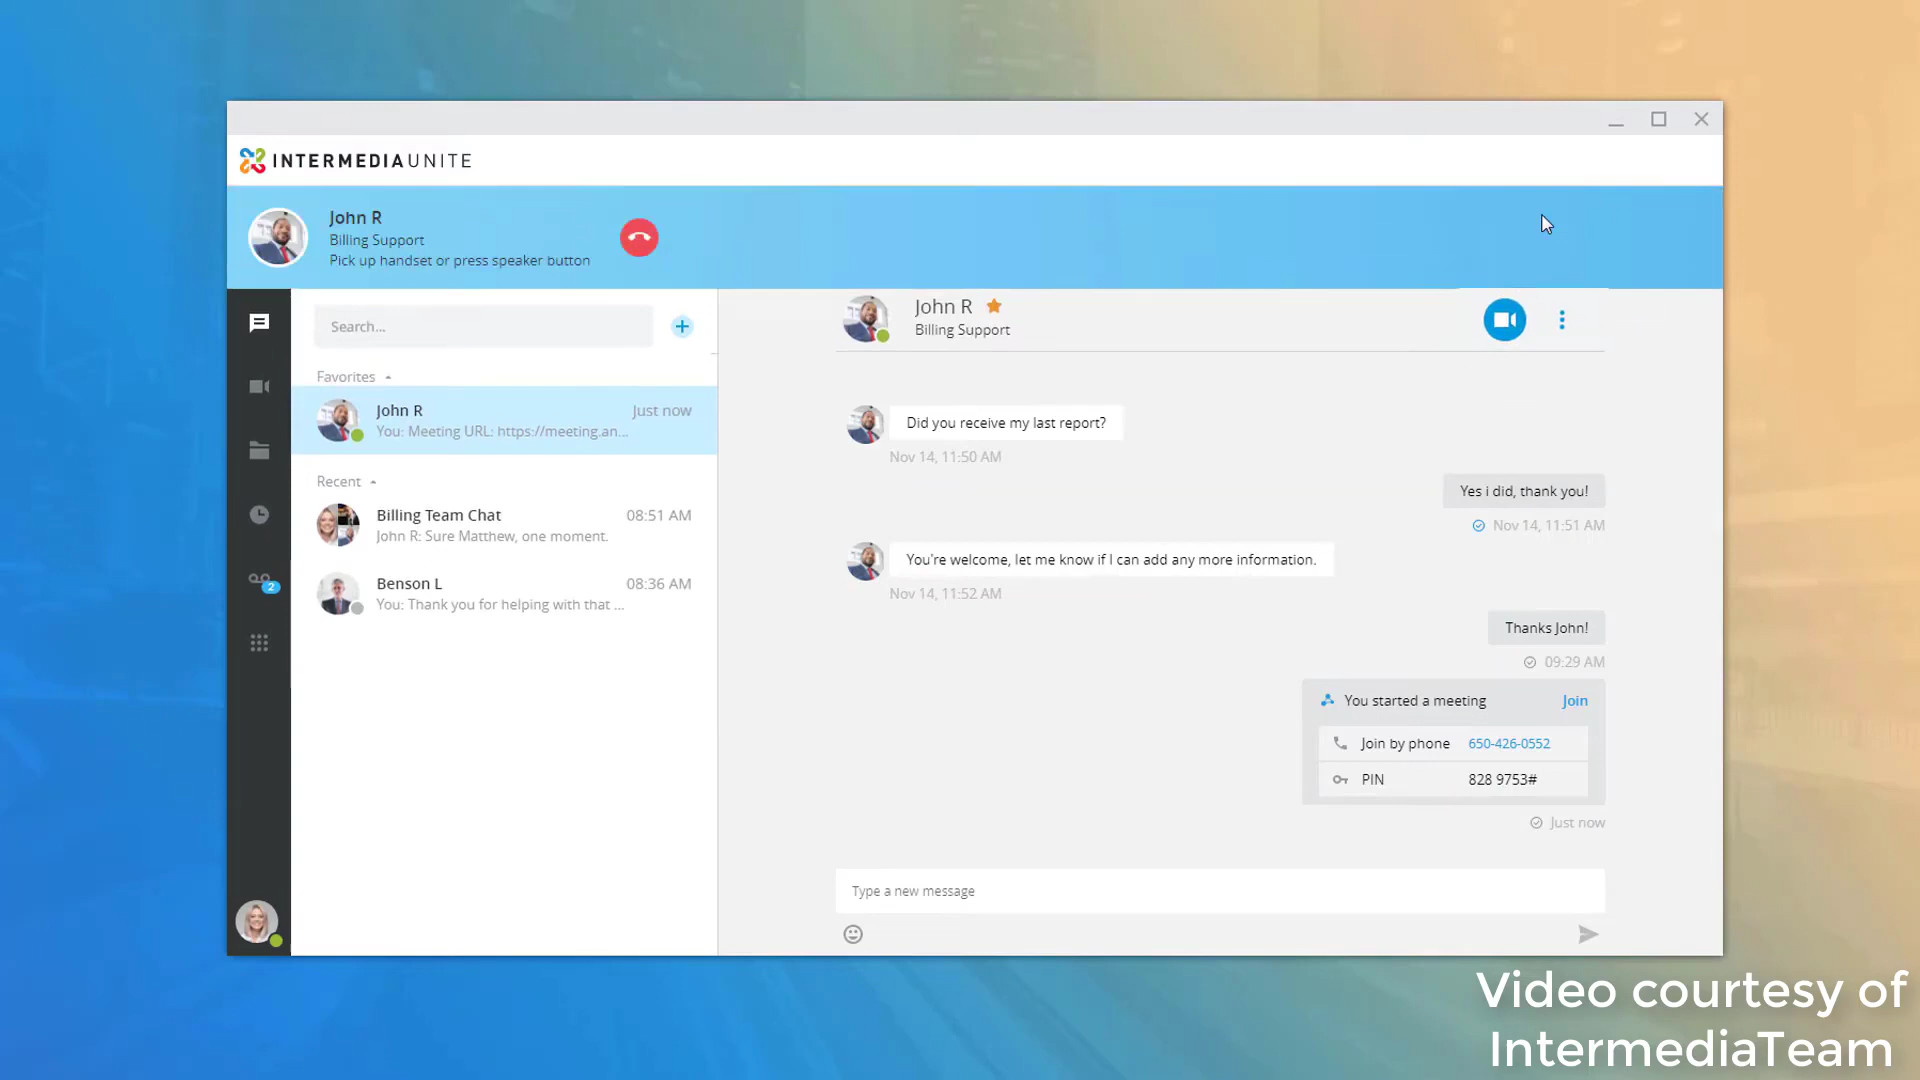 INTERMEDIA UNITE
John R
Billing Support
Pick up handset or press speaker button
Search...
Favorites
John R Just now
You: Meeting URL: https://meeting.an...
Recent
Billing Team Chat 08:51 AM
John R: Sure Matthew, one moment.
Benson L 08:36 AM
You: Thank you for helping with that ...
2
John R
Billing Support
Did you receive my last report?
Nov 14, 11:50 AM
Yes i did, thank you!
Nov 14, 11:51 AM
You're welcome, let me know if I can add any more information.
Nov 14, 11:52 AM
Thanks John!
09:29 AM
You started a meeting Join
Join by phone 650-426-0552
PIN 828 9753#
Just now
Type a new message
Video courtesy of
IntermediaTeam